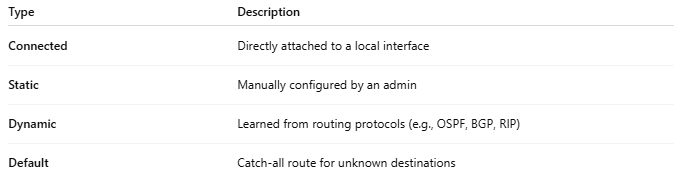 Type Description
Connected Directly attached to a local interface
Static Manually configured by an admin
Dynamic Learned from routing protocols (e.g., OSPF, BGP, RIP)
Default Catch-all route for unknown destinations